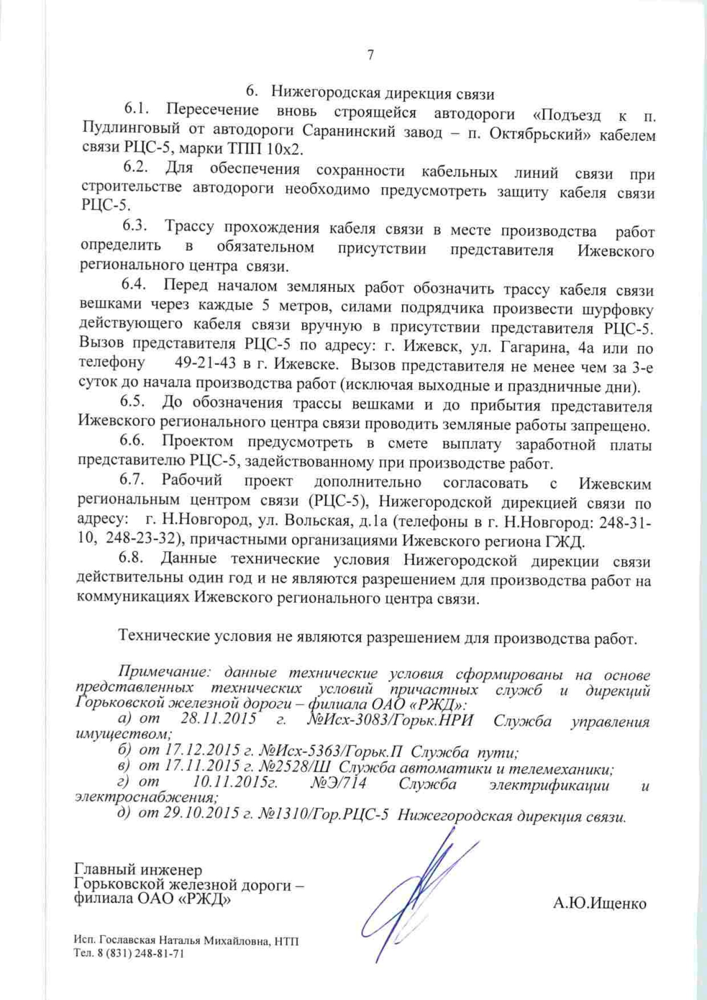 7
6. Нижегородская дирекция связи
6.1. Пересечение вновь строящейся автодороги «Подъезд к п.
Пудлинговый от автодороги Саранинский завод – п. Октябрьский» кабелем
связи РЦС-5, марки ТПП 10х2.
6.2. Для обеспечения сохранности кабельных линий связи при
строительстве автодороги необходимо предусмотреть защиту кабеля связи
РЦС-5.
6.3. Трассу прохождения кабеля связи в месте производства работ
определить в обязательном присутствии представителя Ижевского
регионального центра связи.
6.4. Перед началом земляных работ обозначить трассу кабеля связи
вешками через каждые 5 метров, силами подрядчика произвести шурфовку
действующего кабеля связи вручную в присутствии представителя РЦС-5.
Вызов представителя РЦС-5 по адресу: г. Ижевск, ул. Гагарина, 4а или по
телефону 49-21-43 в г. Ижевске. Вызов представителя не менее чем за 3-е
суток до начала производства работ (исключая выходные и праздничные дни).
6.5. До обозначения трассы вешками и до прибытия представителя
Ижевского регионального центра связи проводить земляные работы запрещено.
6.6. Проектом предусмотреть в смете выплату заработной платы
представителю РЦС-5, задействованному при производстве работ.
6.7. Рабочий проект дополнительно согласовать с Ижевским
региональным центром связи (РЦС-5), Нижегородской дирекцией связи по
адресу: г. Н.Новгород, ул. Вольская, д.1а (телефоны в г. Н.Новгород: 248-31-
10, 248-23-32), причастными организациями Ижевского региона ГЖД.
6.8. Данные технические условия Нижегородской дирекции связи
действительны один год и не являются разрешением для производства работ на
коммуникациях Ижевского регионального центра связи.
Технические условия не являются разрешением для производства работ.
Примечание: данные технические условия сформированы на основе
представленных технических условий причастных служб и дирекций
Горьковской железной дороги – филиала ОАО «РЖД»:
а) от 28.11.2015 г. №Исх-3083/Горьк.НРИ Служба управления
имуществом;
б) от 17.12.2015 г. №Исх-5363/Горьк.П Служба пути;
в) от 17.11.2015 г. №2528/Ш Служба автоматики и телемеханики;
г) от 10.11.2015г. №Э/714 Служба электрификации и
электроснабжения;
д) от 29.10.2015 г. №1310/Гор.РЦС-5 Нижегородская дирекция связи.
Главный инженер
Горьковской железной дороги –
филиала ОАО «РЖД»
А.Ю.Ищенко
Исп. Гославская Наталья Михайловна, НТП
Тел. 8 (831) 248-81-71